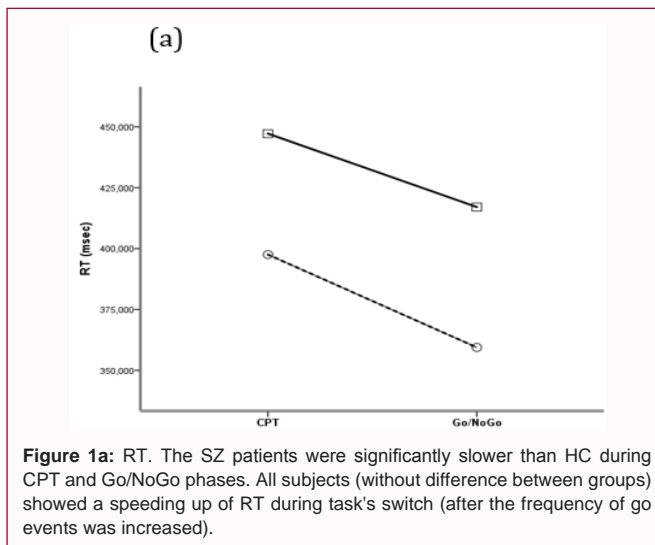 (a)
450,000
425,000
400,000
375,000
350,000
RT (msec)
CPT
Go/NoGo
Figure 1a: RT. The SZ patients were significantly slower than HC during
CPT and Go/NoGo phases. All subjects (without difference between groups)
showed a speeding up of RT during task's switch (after the frequency of go
events was increased).